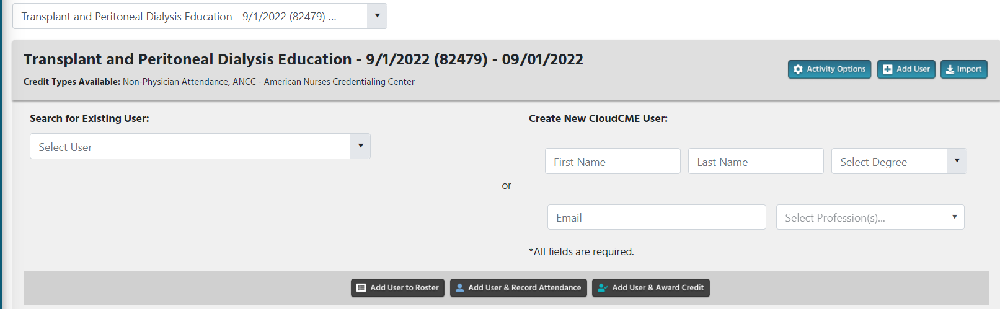 Transplant and Peritoneal Dialysis Education - 9/1/2022 (82479) ...
Transplant and Peritoneal Dialysis Education - 9/1/2022 (82479) - 09/01/2022
Credit Types Available: Non-Physician Attendance, ANCC - American Nurses Credentialing Center
Activity Options
Add User
Import
Search for Existing User:
Select User
or
Create New CloudCME User:
First Name
Last Name
Select Degree
Email
Select Profession(s)...
*All fields are required.
Add User to Roster
Add User & Record Attendance
Add User & Award Credit